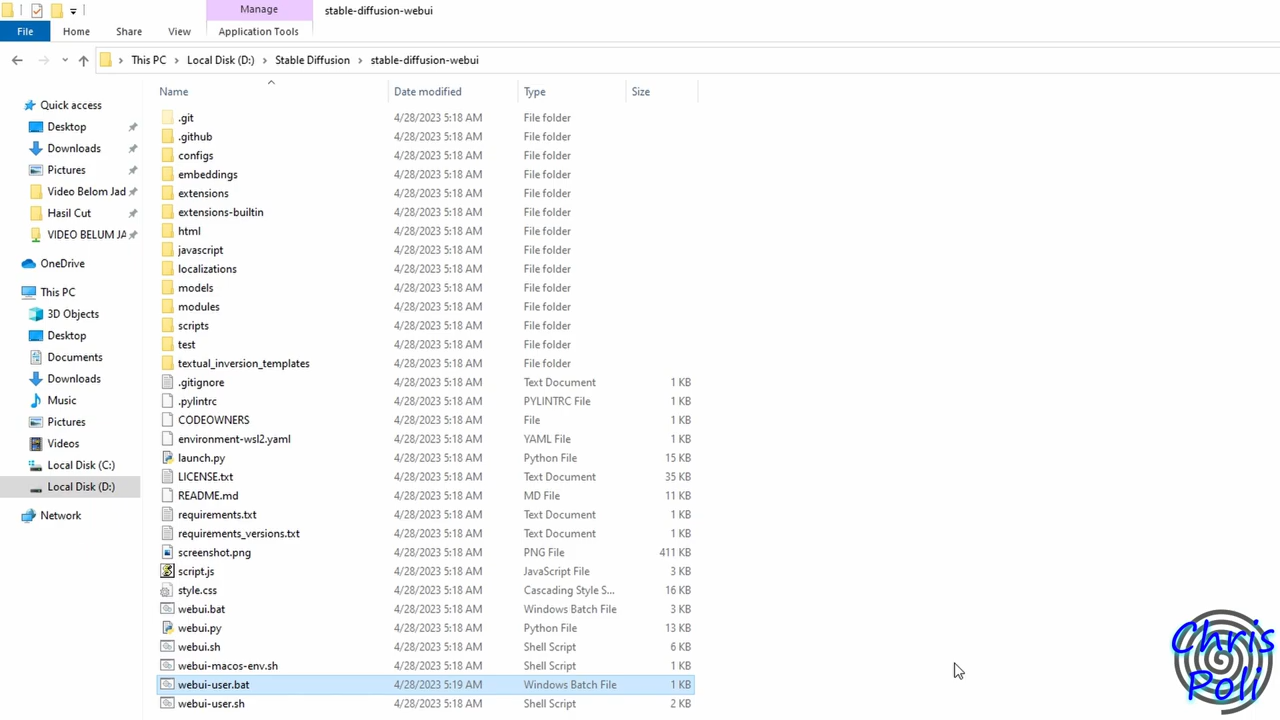 Manage
stable-diffusion-webui
File
Home
Share
View
Application Tools
This PC
Local Disk (D:)
Stable Diffusion
stable-diffusion-webui
Name
Date modified
Type
Size
Quick access
Desktop
Downloads
Pictures
Video Belom Jad
Hasil Cut
VIDEO BELUM JA
OneDrive
This PC
3D Objects
Desktop
Documents
Downloads
Music
Pictures
Videos
Local Disk (C:)
Local Disk (D:)
Network
.git 4/28/2023 5:18 AM File folder
.github 4/28/2023 5:18 AM File folder
configs 4/28/2023 5:18 AM File folder
embeddings 4/28/2023 5:18 AM File folder
extensions 4/28/2023 5:18 AM File folder
extensions-builtin 4/28/2023 5:18 AM File folder
html 4/28/2023 5:18 AM File folder
javascript 4/28/2023 5:18 AM File folder
localizations 4/28/2023 5:18 AM File folder
models 4/28/2023 5:18 AM File folder
modules 4/28/2023 5:18 AM File folder
scripts 4/28/2023 5:18 AM File folder
test 4/28/2023 5:18 AM File folder
textual_inversion_templates 4/28/2023 5:18 AM File folder
.gitignore 4/28/2023 5:18 AM Text Document 1 KB
.pylintrc 4/28/2023 5:18 AM PYLINTRC File 1 KB
CODEOWNERS 4/28/2023 5:18 AM File 1 KB
environment-wsl2.yaml 4/28/2023 5:18 AM YAML File 1 KB
launch.py 4/28/2023 5:18 AM Python File 15 KB
LICENSE.txt 4/28/2023 5:18 AM Text Document 35 KB
README.md 4/28/2023 5:18 AM MD File 11 KB
requirements.txt 4/28/2023 5:18 AM Text Document 1 KB
requirements_versions.txt 4/28/2023 5:18 AM Text Document 1 KB
screenshot.png 4/28/2023 5:18 AM PNG File 411 KB
script.js 4/28/2023 5:18 AM JavaScript File 3 KB
style.css 4/28/2023 5:18 AM Cascading Style S... 16 KB
webui.bat 4/28/2023 5:18 AM Windows Batch File 3 KB
webui.py 4/28/2023 5:18 AM Python File 13 KB
webui.sh 4/28/2023 5:18 AM Shell Script 6 KB
webui-macos-env.sh 4/28/2023 5:18 AM Shell Script 1 KB
webui-user.bat 4/28/2023 5:19 AM Windows Batch File 1 KB
webui-user.sh 4/28/2023 5:18 AM Shell Script 2 KB
Chris
Poli